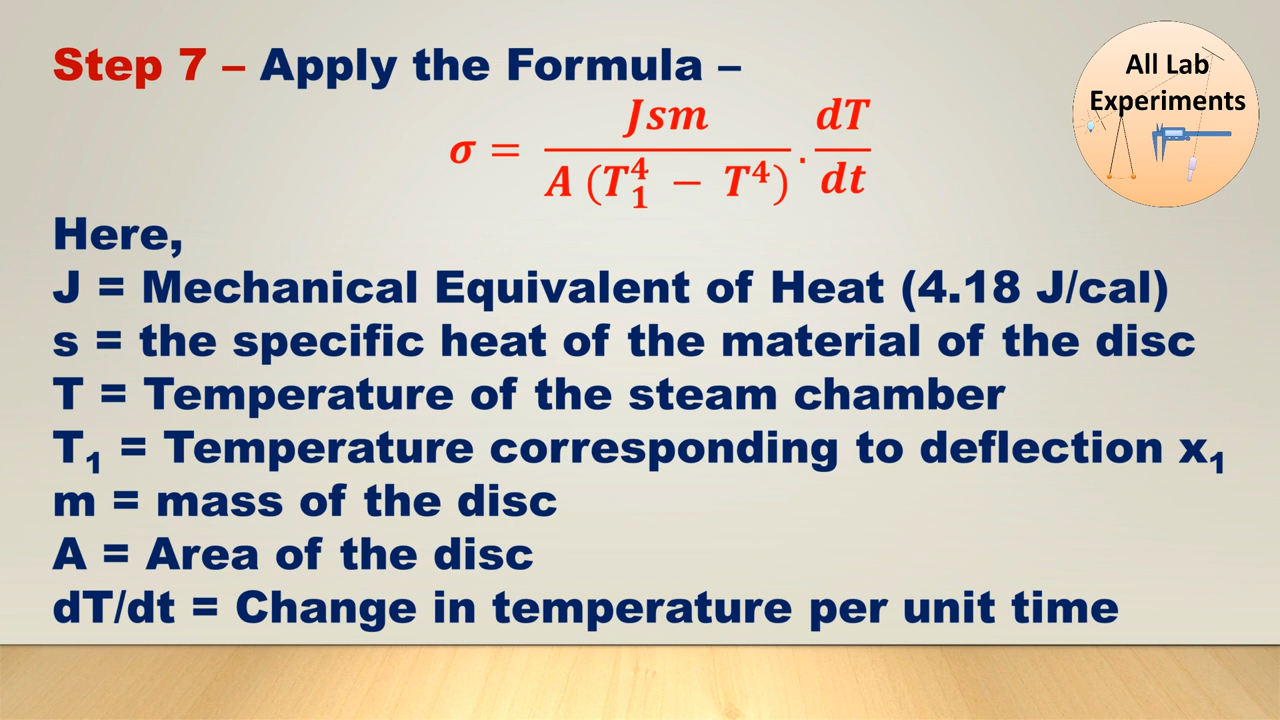 Step 7 – Apply the Formula –
σ = Jsm / A (T₁⁴ − T⁴) . dT/dt
All Lab
Experiments
Here,
J = Mechanical Equivalent of Heat (4.18 J/cal)
s = the specific heat of the material of the disc
T = Temperature of the steam chamber
T₁ = Temperature corresponding to deflection x₁
m = mass of the disc
A = Area of the disc
dT/dt = Change in temperature per unit time